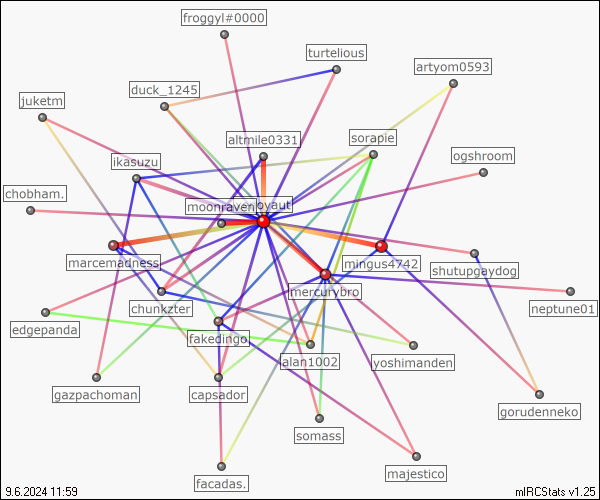 froggyl#0000
turtelious
artyom0593
duck_1245
juketm
altmile0331
sorapie
ikasuzu
ogshroom
chobham.
moonraven
marcemadness
mingus4742
shutupgaydog
chunkzter
mercurybro
neptune01
edgepanda
fakedingo
alan1002
yoshimanden
gazpachoman
capsador
gorudenneko
somass
facadas.
majestico
9.6.2024 11:59
mIRCStats v1.25